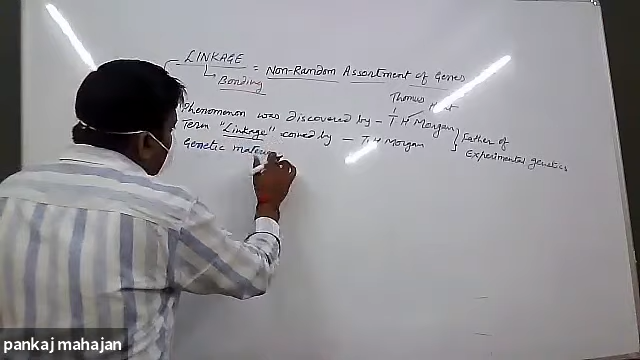 LINKAGE = Non-Random Assortment of Genes
Bonding
Thomas Hunt
Phenomenon was discovered by - T H Morgan
Term "Linkage" coined by - T. H Morgan
Father of
Experimental genetics
Genetic mater
pankaj mahajan